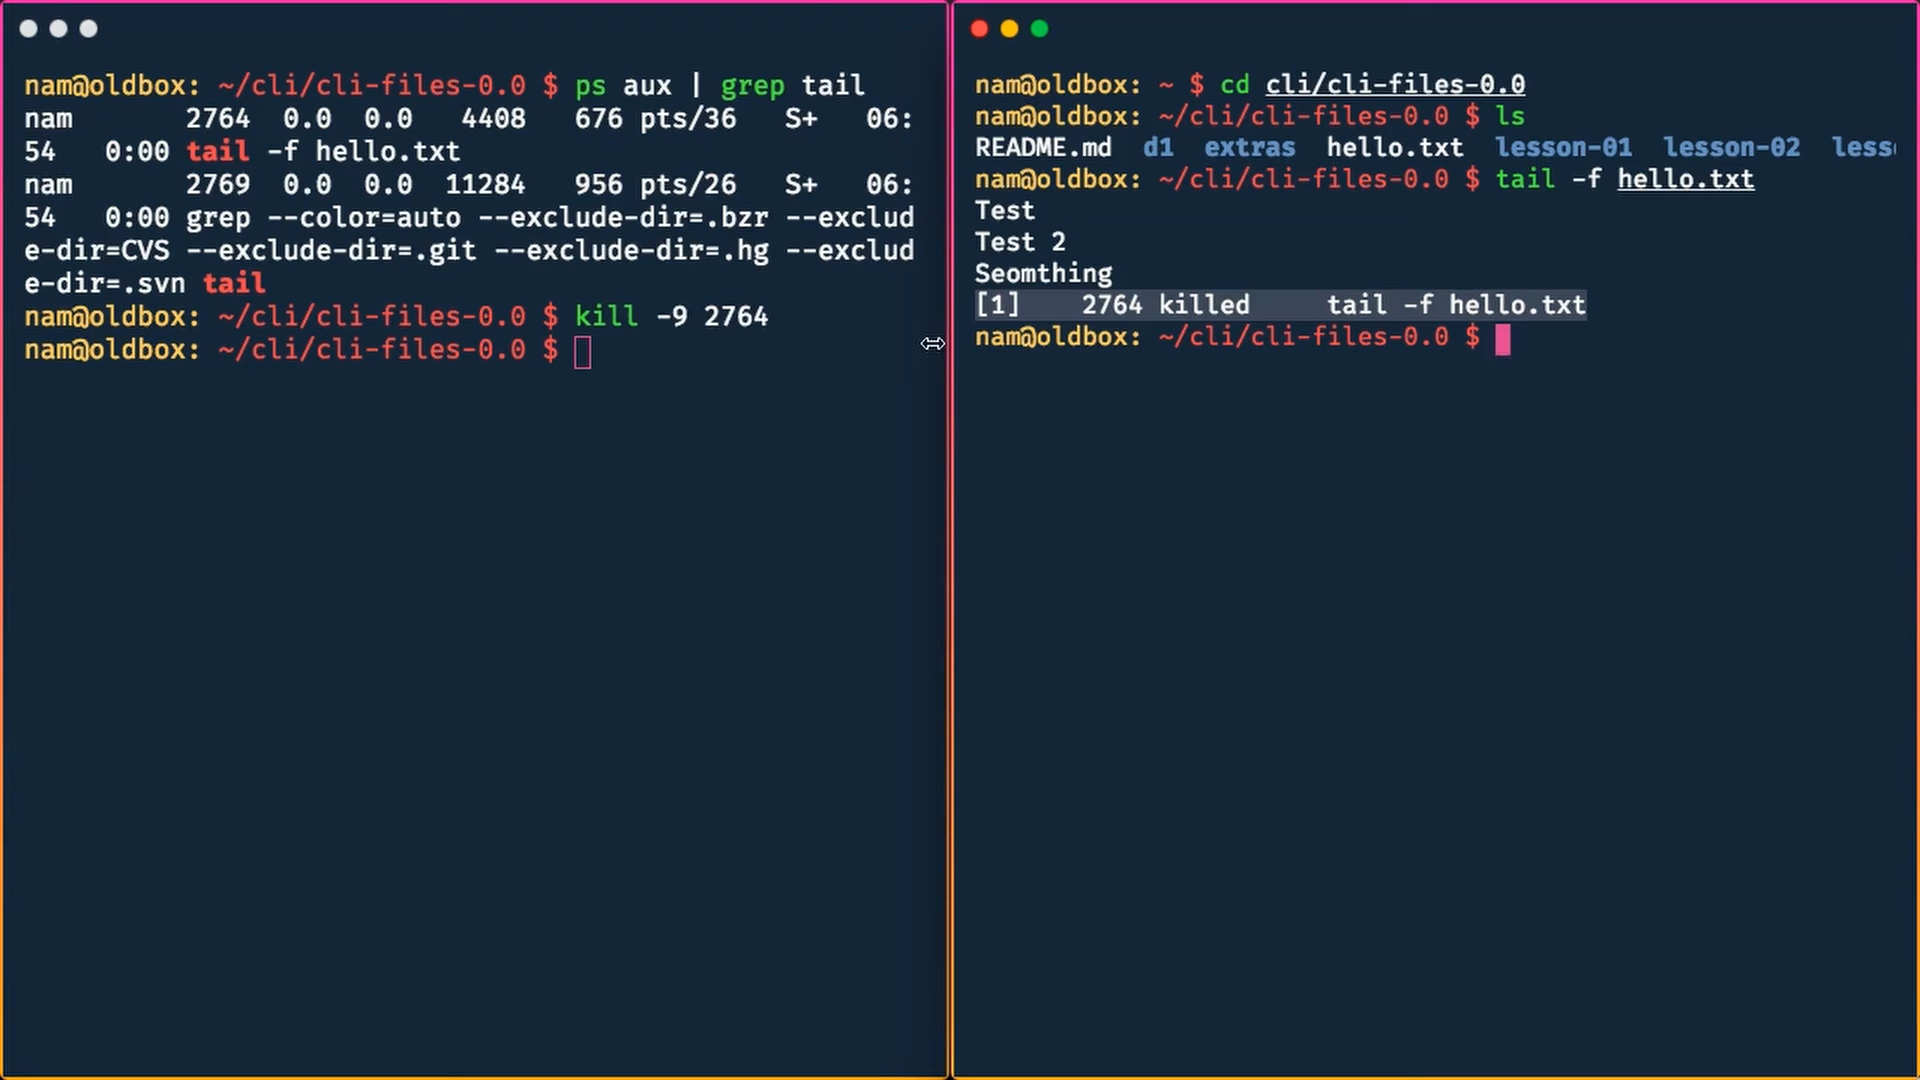 nam@oldbox: ~/cli/cli-files-0.0 $ ps aux | grep tail
nam 2764 0.0 0.0 4408 676 pts/36 S+ 06:
54 0:00 tail -f hello.txt
nam 2769 0.0 0.0 11284 956 pts/26 S+ 06:
54 0:00 grep --color=auto --exclude-dir=.bzr --exclud
e-dir=CVS --exclude-dir=.git --exclude-dir=.hg --exclud
e-dir=.svn tail
nam@oldbox: ~/cli/cli-files-0.0 $ kill -9 2764
nam@oldbox: ~/cli/cli-files-0.0 $
nam@oldbox: ~ $ cd cli/cli-files-0.0
nam@oldbox: ~/cli/cli-files-0.0 $ ls
README.md d1 extras hello.txt lesson-01 lesson-02
nam@oldbox: ~/cli/cli-files-0.0 $ tail -f hello.txt
Test
Test 2
Seomthing
[1] 2764 killed tail -f hello.txt
nam@oldbox: ~/cli/cli-files-0.0 $